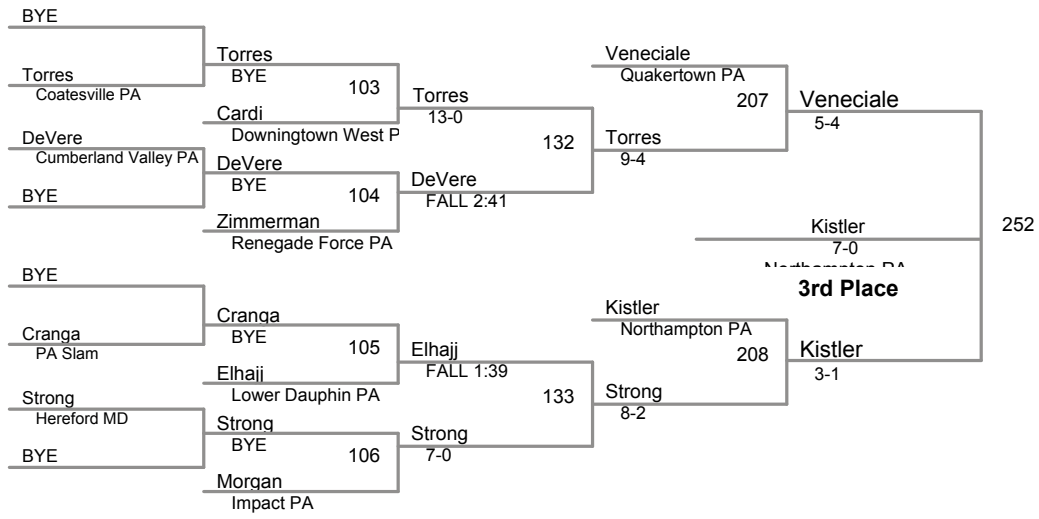 BYE
Torres
Coatesville PA
DeVere
Cumberland Valley PA
BYE
BYE
Cranga
PA Slam
Strong
Hereford MD
BYE
Torres
BYE
103
Cardi
Downingtown West P
DeVere
BYE
104
Zimmerman
Renegade Force PA
Cranga
BYE
105
Elhajj
Lower Dauphin PA
Strong
BYE
106
Morgan
Impact PA
Torres
13-0
132
DeVere
FALL 2:41
Elhajj
FALL 1:39
133
Strong
7-0
Veneciale
Quakertown PA
207
Torres
9-4
Kistler
Northampton PA
208
Strong
8-2
Veneciale
5-4
Kistler
3-1
252
Kistler
7-0
Northampton PA
3rd Place